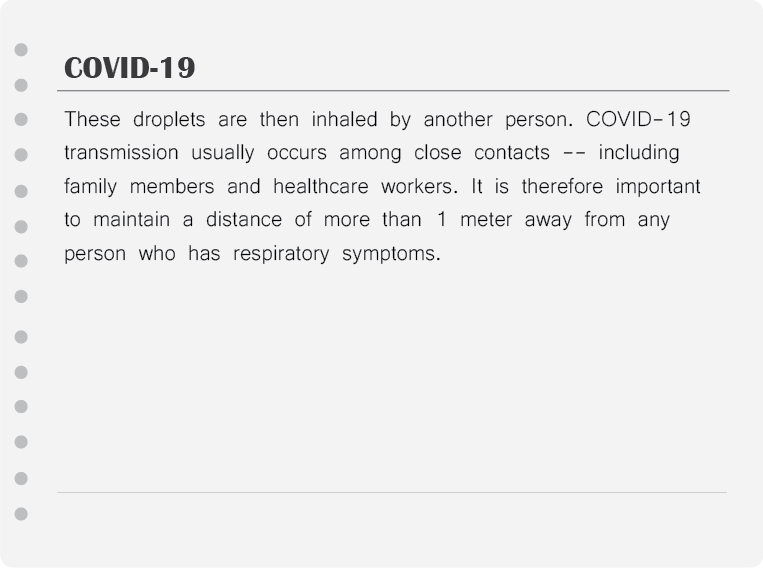 COVID-19
These droplets are then inhaled by another person. COVID-19
transmission usually occurs among close contacts -- including
family members and healthcare workers. It is therefore important
to maintain a distance of more than 1 meter away from any
person who has respiratory symptoms.